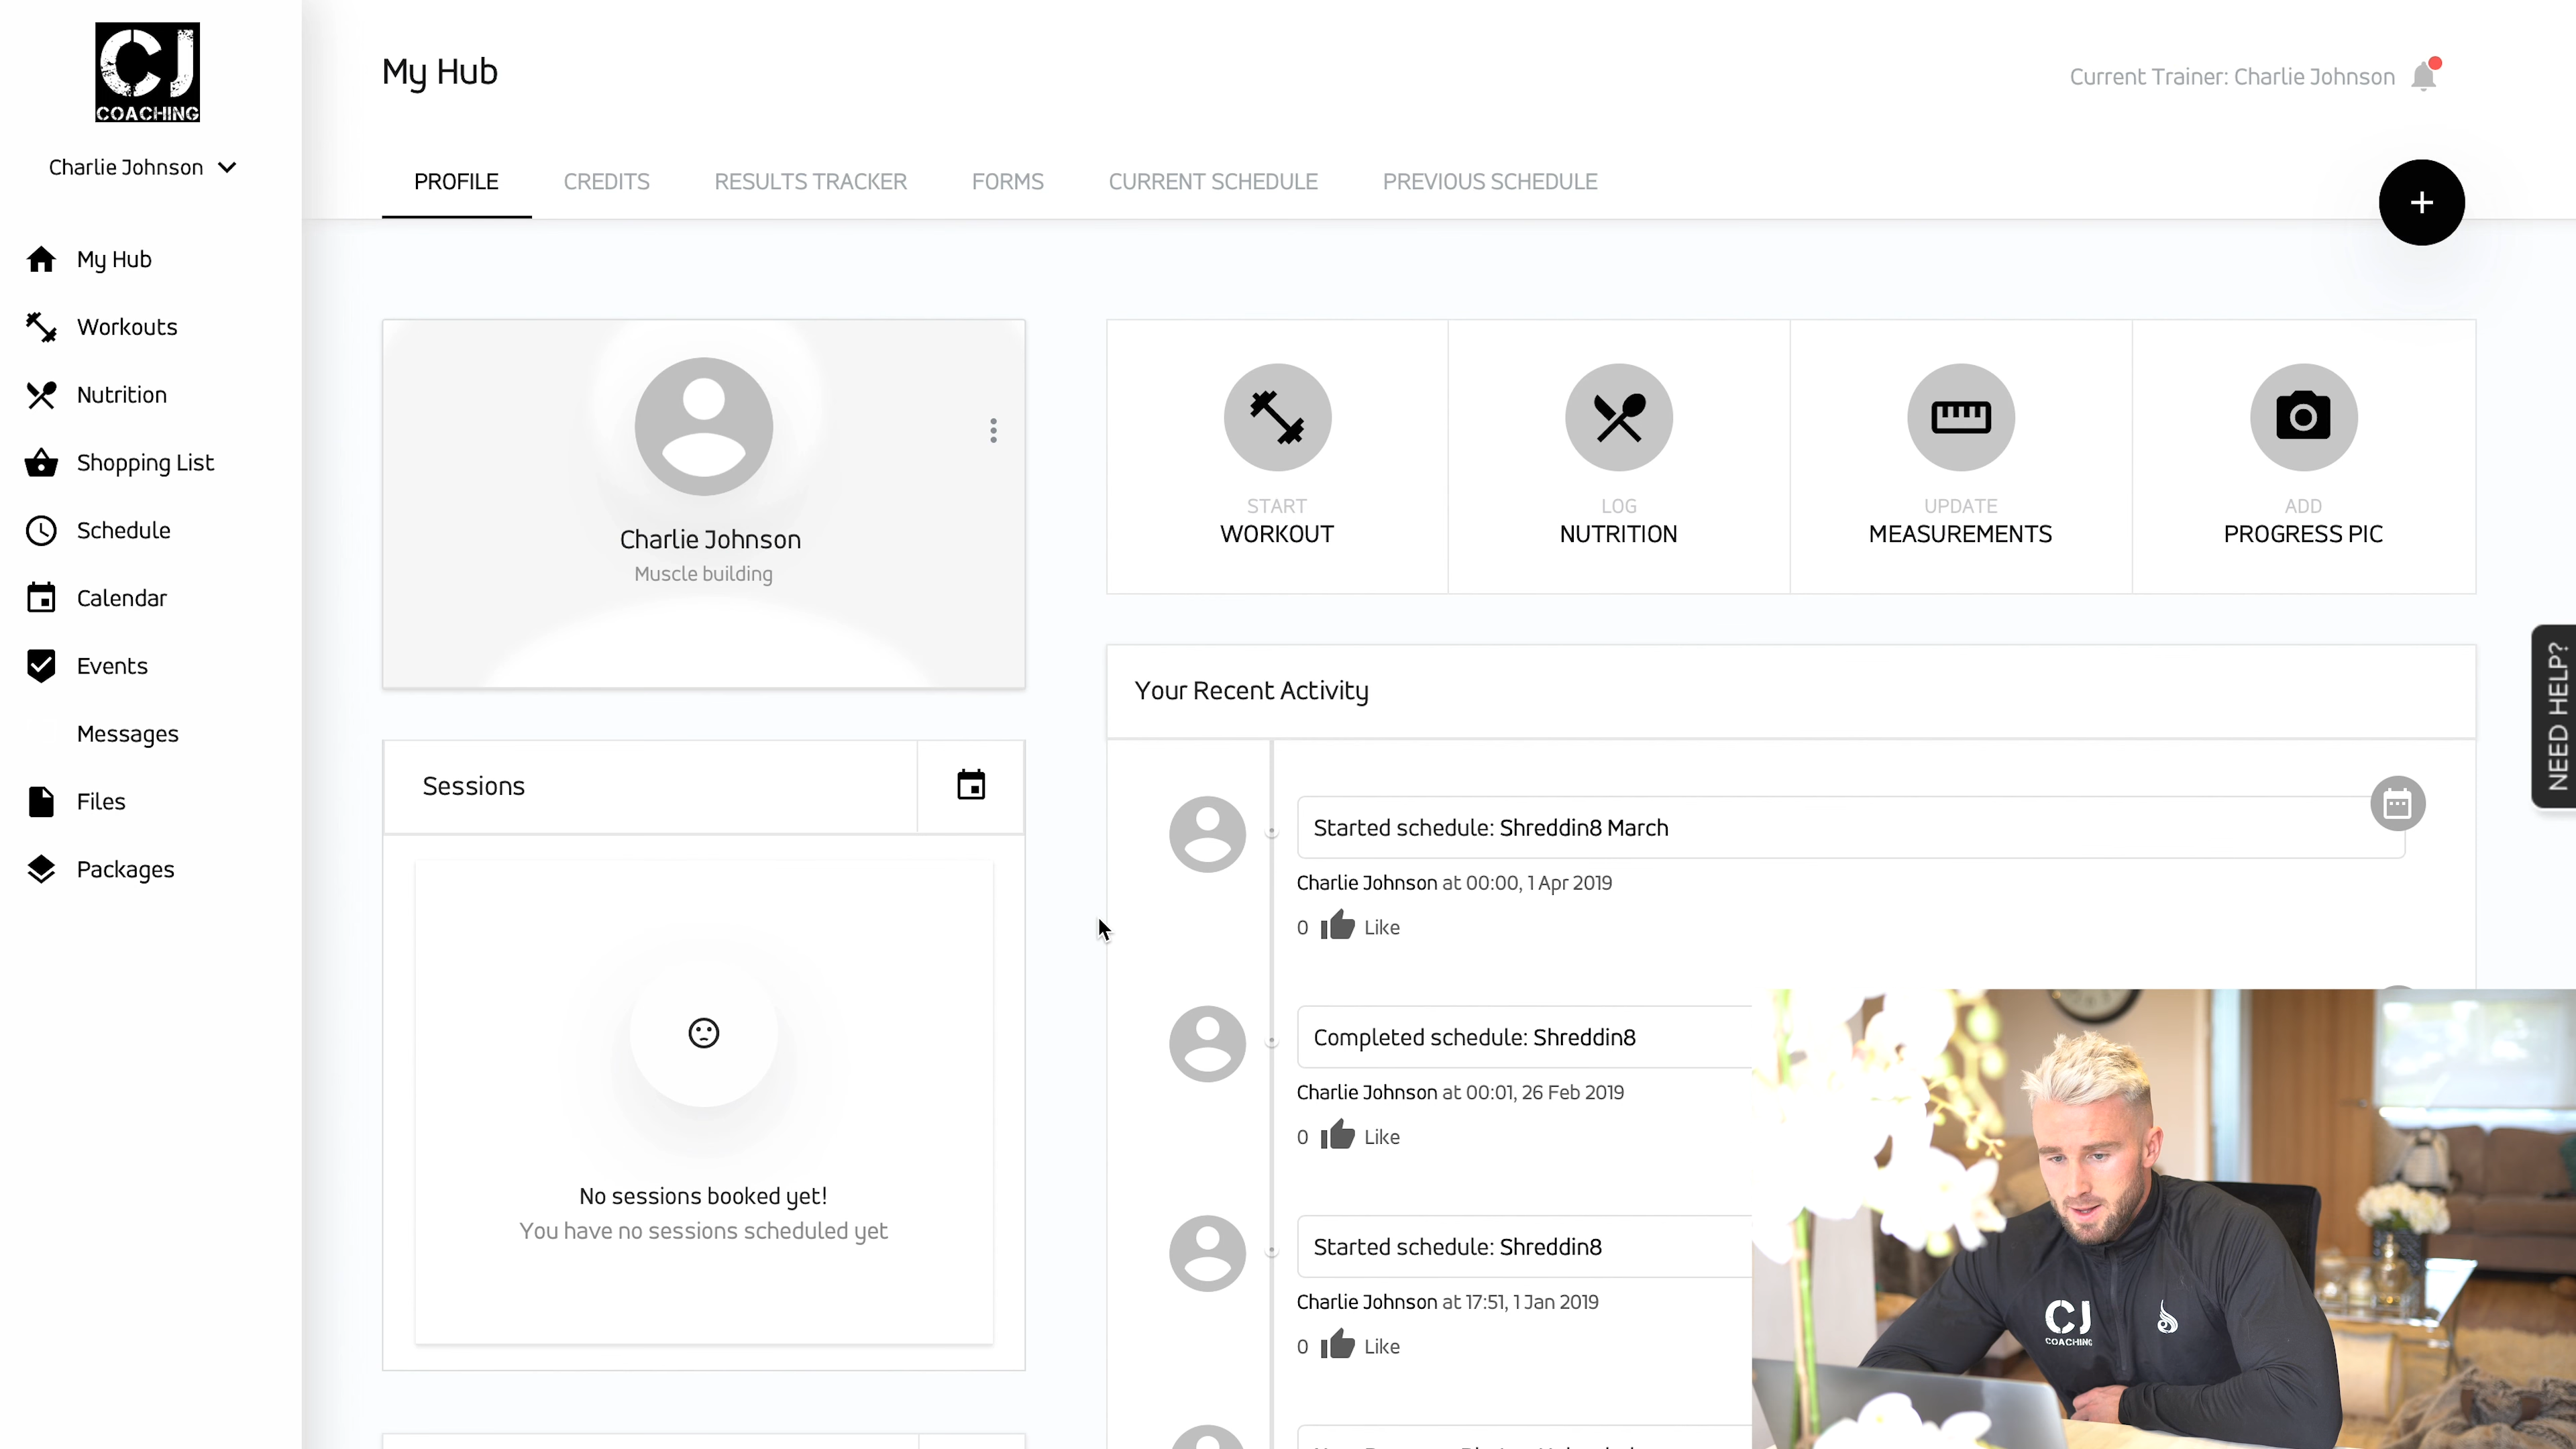 CJ
COACHING
Charlie Johnson
My Hub
Workouts
Nutrition
Shopping List
Schedule
Calendar
Events
Messages
Files
Packages
My Hub
Current Trainer: Charlie Johnson
PROFILE
CREDITS
RESULTS TRACKER
FORMS
CURRENT SCHEDULE
PREVIOUS SCHEDULE
+
Charlie Johnson
Muscle building
START
WORKOUT
LOG
NUTRITION
UPDATE
MEASUREMENTS
ADD
PROGRESS PIC
Sessions
No sessions booked yet!
You have no sessions scheduled yet
Your Recent Activity
Started schedule: Shreddin8 March
Charlie Johnson at 00:00, 1 Apr 2019
0 Like
Completed schedule: Shreddin8
Charlie Johnson at 00:01, 26 Feb 2019
0 Like
Started schedule: Shreddin8
Charlie Johnson at 17:51, 1 Jan 2019
0 Like
NEED HELP?
CJ
COACHING